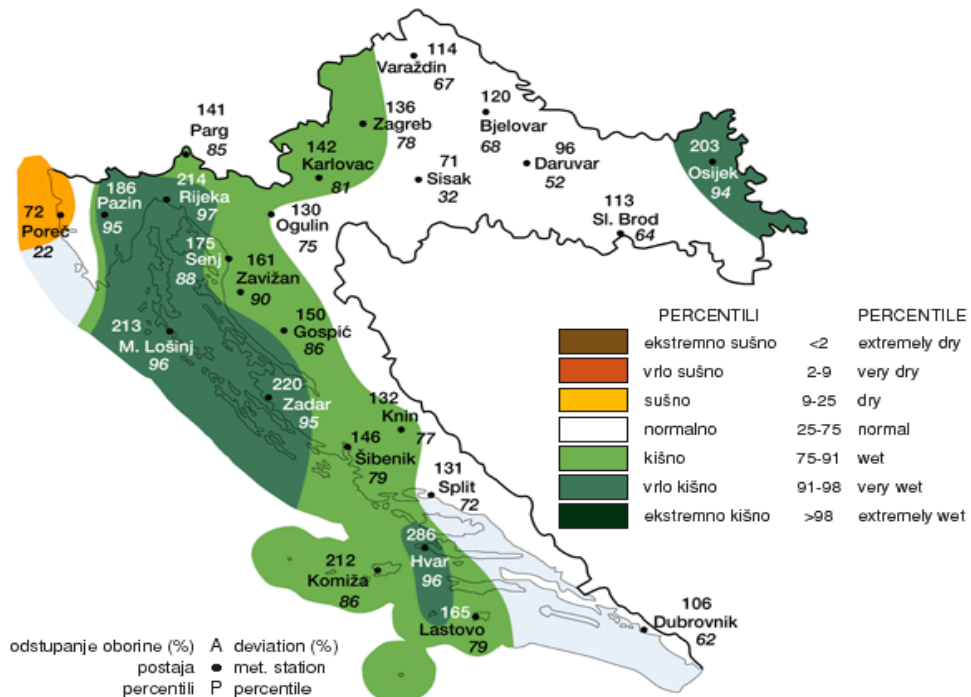 114
Varaždin
67
136
Zagreb
78
120
Bjelovar
68
141
Parg
85
142
Karlovac
81
71
Sisak
32
96
Daruvar
52
203
Osijek
94
186
Pazin
95
214
Rijeka
97
72
Poreč
22
130
Ogulin
75
113
Sl. Brod
64
175
Senj
88
161
Zavižan
90
150
Gospić
86
213
M. Lošinj
96
220
Zadar
95
132
Knin
77
146
Šibenik
79
131
Split
72
286
Hvar
96
212
Komiža
86
165
Lastovo
79
106
Dubrovnik
62
PERCENTILI PERCENTILE
ekstremno sušno <2 extremely dry
vrlo sušno 2-9 very dry
sušno 9-25 dry
normalno 25-75 normal
kišno 75-91 wet
vrlo kišno 91-98 very wet
ekstremno kišno >98 extremely wet
odstupanje oborine (%) A deviation (%)
postaja met. station
percentili P percentile